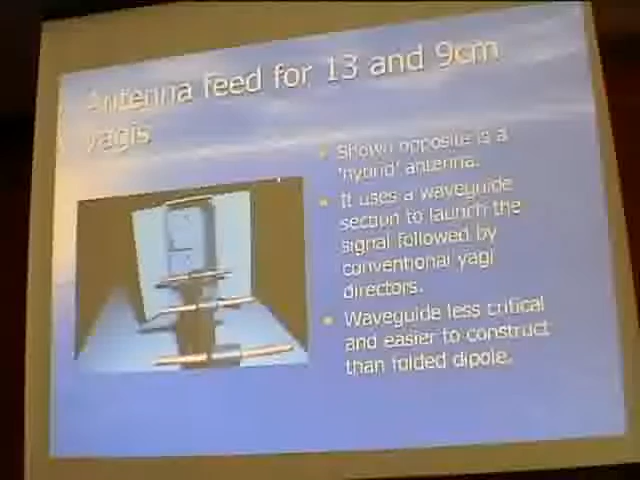 Antenna feed for 13 and 9cm
yagis
Shown opposite is a
'hybrid' antenna.
It uses a waveguide
section to launch the
signal followed by
conventional yagi
directors.
Waveguide less critical
and easier to construct
than folded dipole.